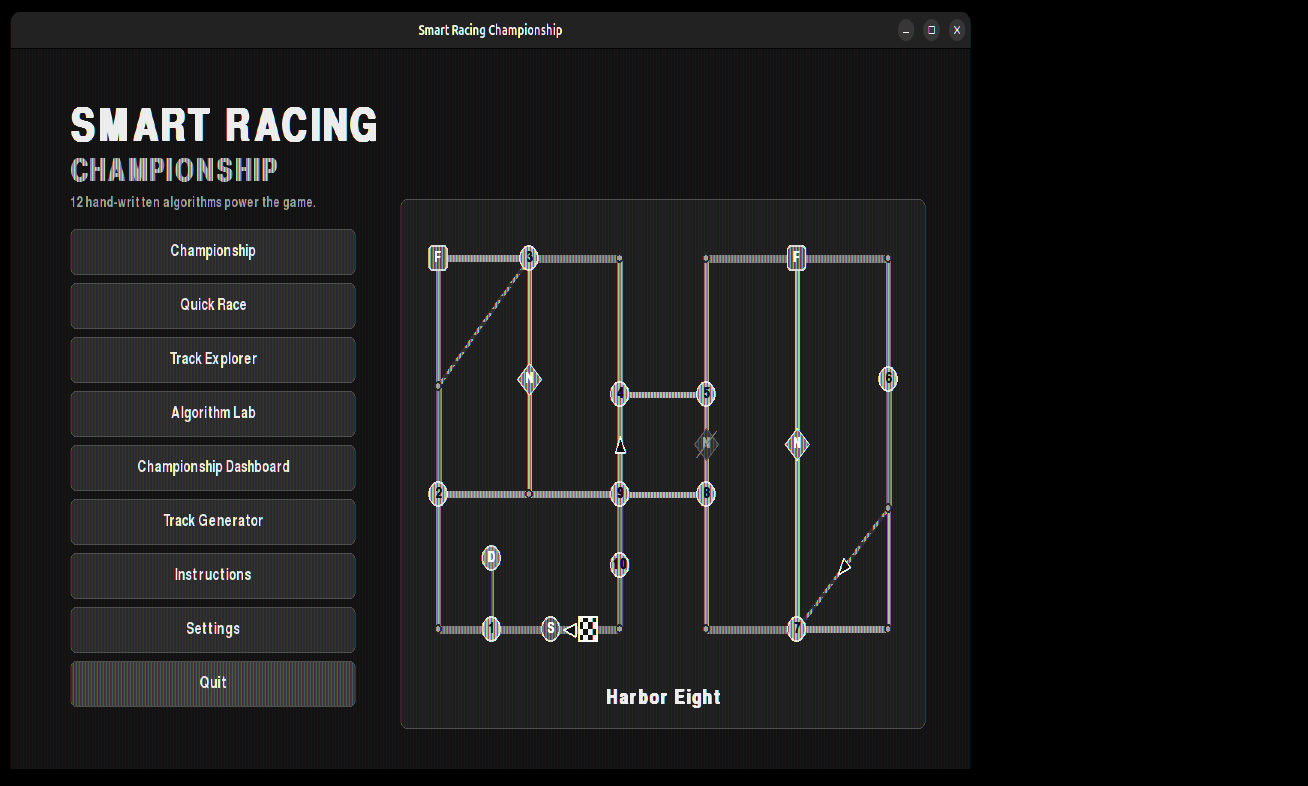 Smart Racing Championship
X
SMART RACING
CHAMPIONSHIP
12 hand-written algorithms power the game.
Championship
Quick Race
Track Explorer
Algorithm Lab
Championship Dashboard
Track Generator
Instructions
Settings
Quit
F
3
F
N
6
4
5
N
N
2
9
8
D
10
1
S
7
Harbor Eight